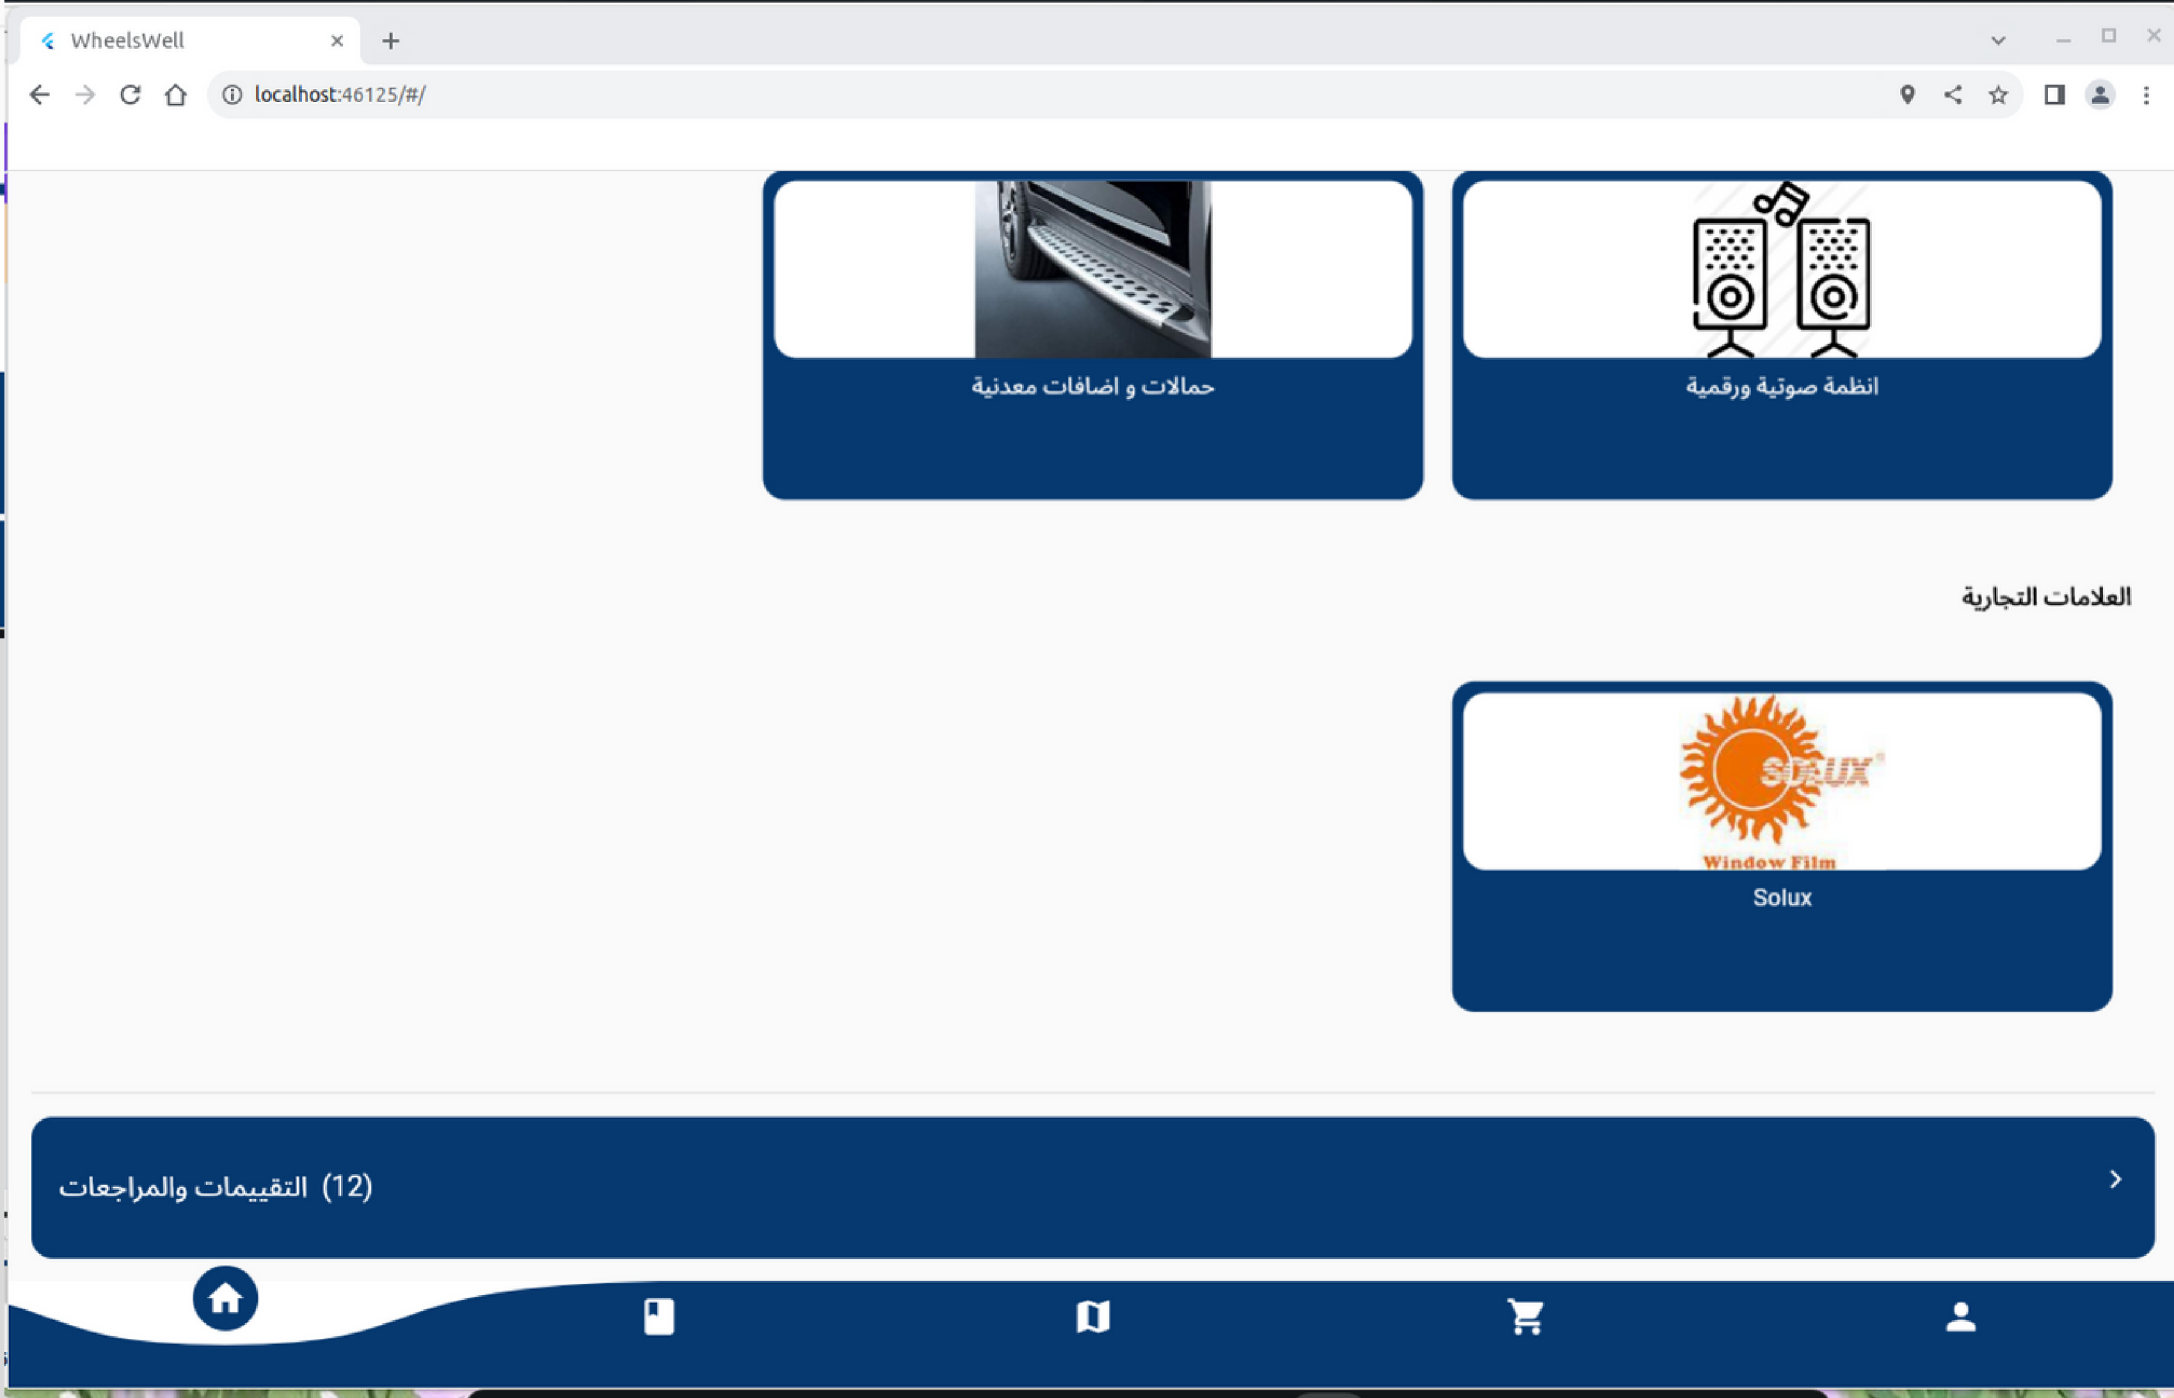 WheelsWell
localhost:46125/#/
انظمة صوتية ورقمية
حمالات و اضافات معدنية
العلامات التجارية
SOLUX
Window Film
Solux
التقييمات والمراجعات (12)